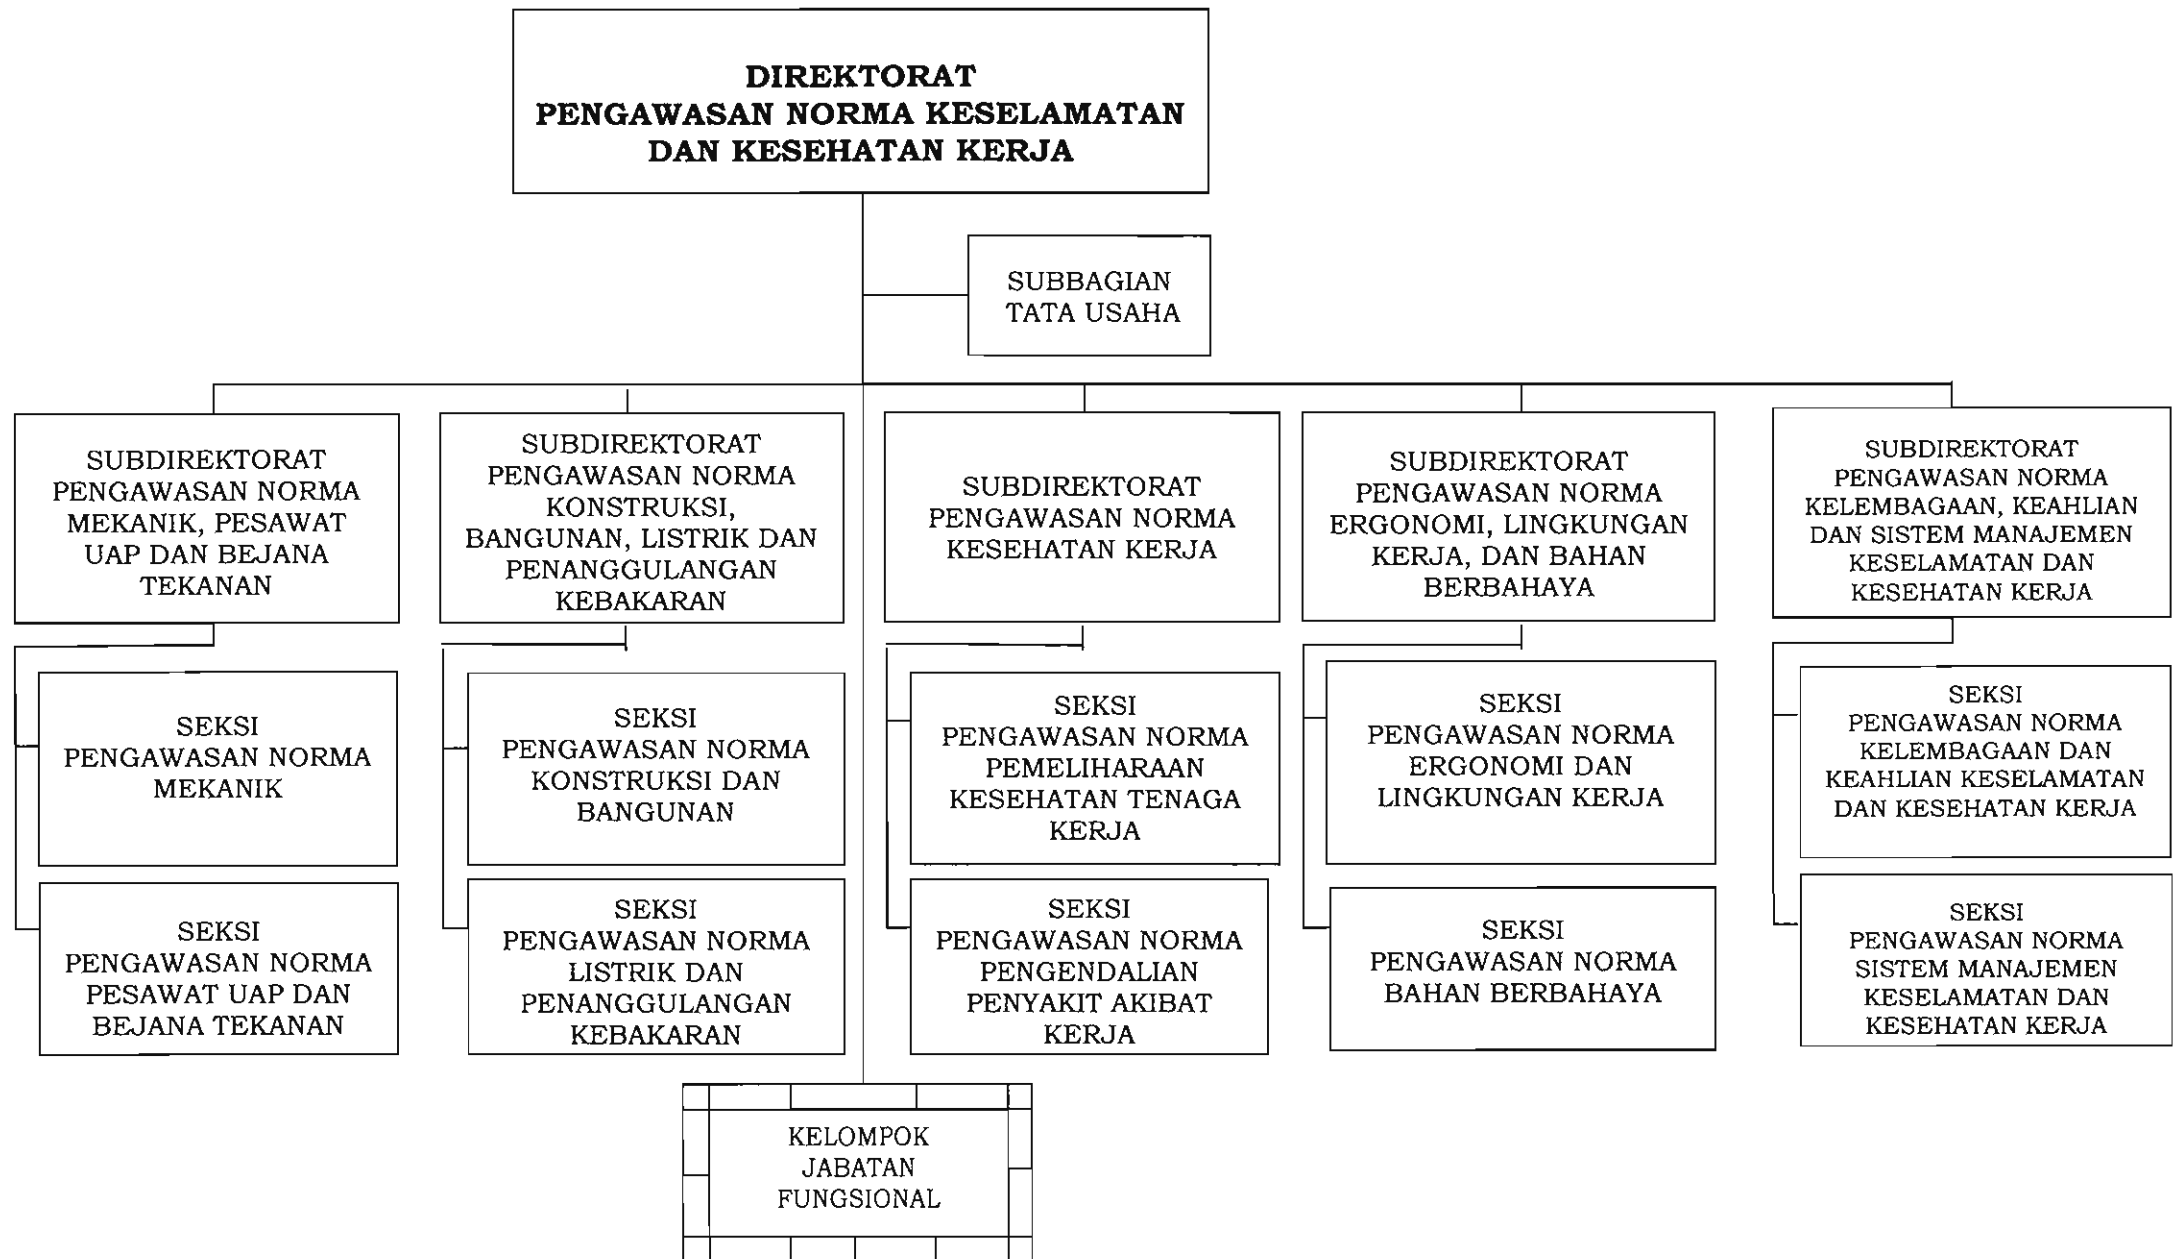 DIREKTORAT
PENGAWASAN NORMA KESELAMATAN
DAN KESEHATAN KERJA
SUBBAGIAN
TATA USAHA
SUBDIREKTORAT
PENGAWASAN NORMA
MEKANIK, PESAWAT
UAP DAN BEJANA
TEKANAN
SUBDIREKTORAT
PENGAWASAN NORMA
KONSTRUKSI,
BANGUNAN, LISTRIK DAN
PENANGGULANGAN
KEBAKARAN
SUBDIREKTORAT
PENGAWASAN NORMA
KESEHATAN KERJA
SUBDIREKTORAT
PENGAWASAN NORMA
ERGONOMI, LINGKUNGAN
KERJA, DAN BAHAN
BERBAHAYA
SUBDIREKTORAT
PENGAWASAN NORMA
KELEMBAGAAN, KEAHLIAN
DAN SISTEM MANAJEMEN
KESELAMATAN DAN
KESEHATAN KERJA
SEKSI
PENGAWASAN NORMA
MEKANIK
SEKSI
PENGAWASAN NORMA
KONSTRUKSI DAN
BANGUNAN
SEKSI
PENGAWASAN NORMA
PEMELIHARAAN
KESEHATAN TENAGA
KERJA
SEKSI
PENGAWASAN NORMA
ERGONOMI DAN
LINGKUNGAN KERJA
SEKSI
PENGAWASAN NORMA
KELEMBAGAAN DAN
KEAHLIAN KESELAMATAN
DAN KESEHATAN KERJA
SEKSI
PENGAWASAN NORMA
PESAWAT UAP DAN
BEJANA TEKANAN
SEKSI
PENGAWASAN NORMA
LISTRIK DAN
PENANGGULANGAN
KEBAKARAN
SEKSI
PENGAWASAN NORMA
PENGENDALIAN
PENYAKIT AKIBAT
KERJA
SEKSI
PENGAWASAN NORMA
BAHAN BERBAHAYA
SEKSI
PENGAWASAN NORMA
SISTEM MANAJEMEN
KESELAMATAN DAN
KESEHATAN KERJA
KELOMPOK
JABATAN
FUNGSIONAL